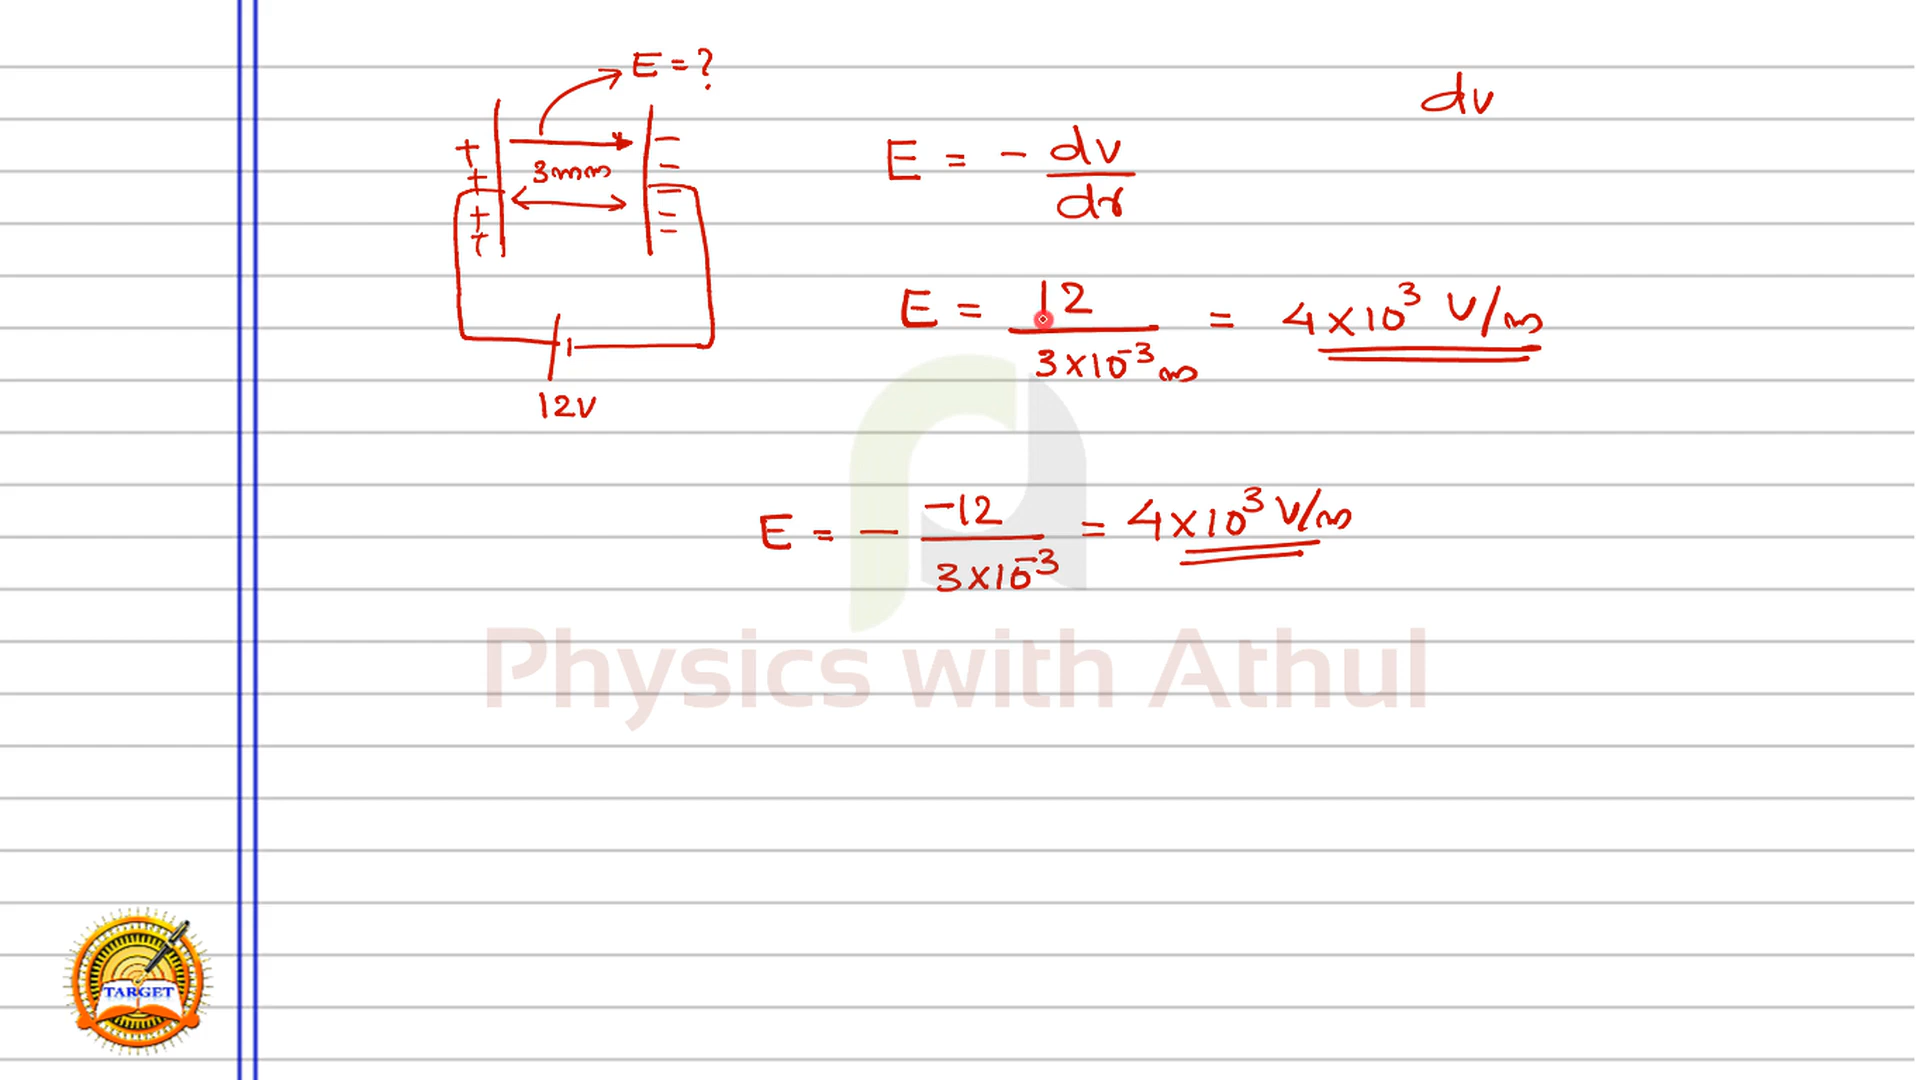 E = ?
+ + + +
3mm
− − − − −
12V
dv
E = - dv/dr
E = 12 / 3×10⁻³ m = 4×10³ V/m
E = - -12 / 3×10⁻³ = 4×10³ V/m
Physics with Athul
TARGET